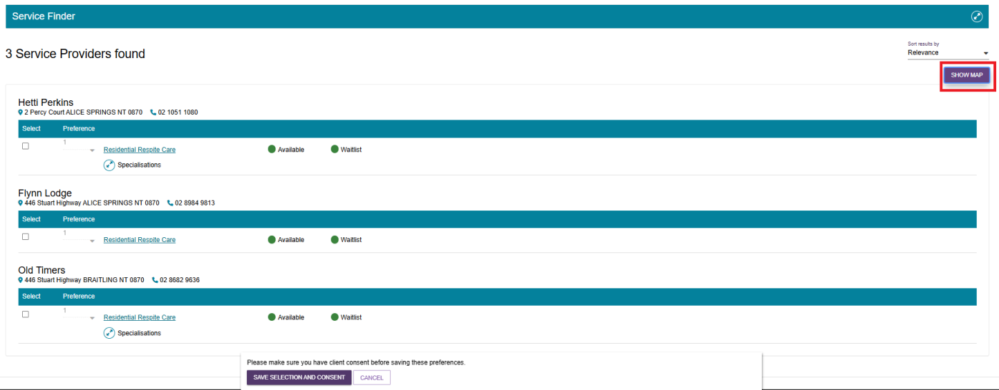 Service Finder
3 Service Providers found
Sort results by
Relevance
SHOW MAP
Hetti Perkins
2 Percy Court ALICE SPRINGS NT 0870 02 1051 1080
Select Preference
1
Residential Respite Care Available Waitlist
Specialisations
Flynn Lodge
446 Stuart Highway ALICE SPRINGS NT 0870 02 8984 9813
Select Preference
1
Residential Respite Care Available Waitlist
Old Timers
446 Stuart Highway BRAITLING NT 0870 02 8682 9636
Select Preference
1
Residential Respite Care Available Waitlist
Specialisations
Please make sure you have client consent before saving these preferences.
SAVE SELECTION AND CONSENT CANCEL